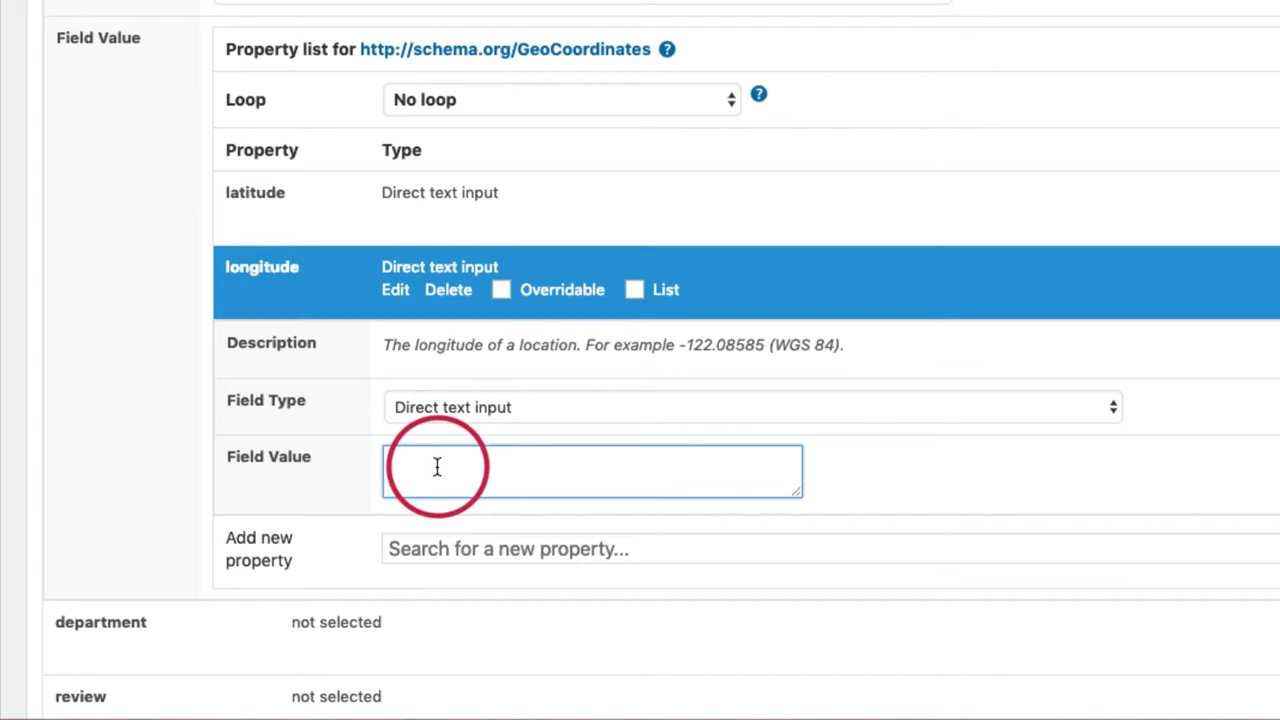 Field Value
Property list for http://schema.org/GeoCoordinates ?
Loop No loop ?
Property Type
latitude Direct text input
longitude Direct text input
Edit Delete Overridable List
Description The longitude of a location. For example -122.08585 (WGS 84).
Field Type Direct text input
Field Value
Add new
property
Search for a new property...
department not selected
review not selected